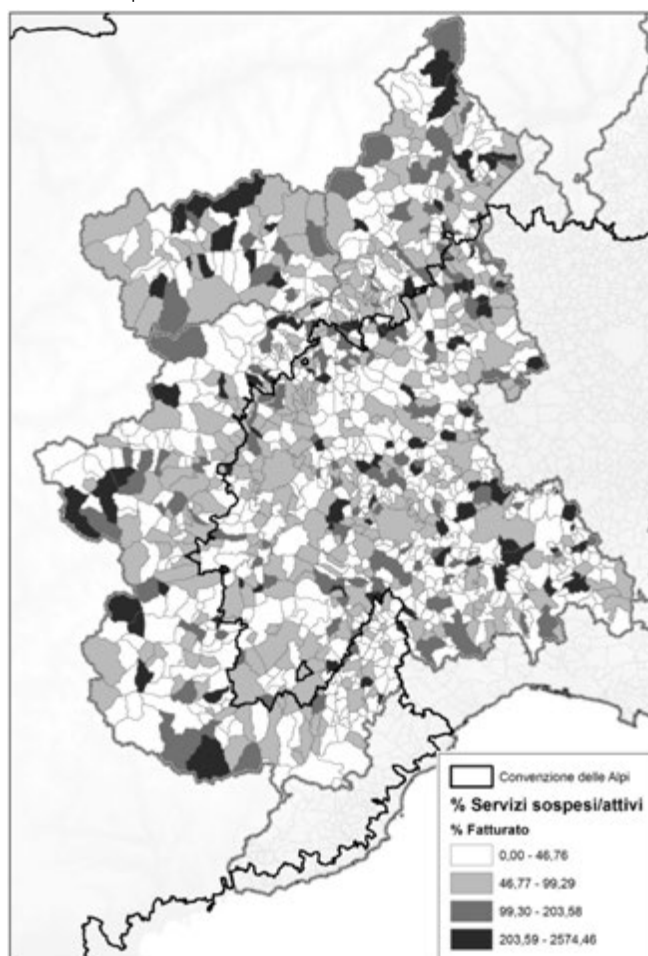 Convenzione delle Alpi
% Servizi sospesi/attivi
% Fatturato
0,00 - 46,76
46,77 - 99,29
99,30 - 203,58
203,59 - 2574,46